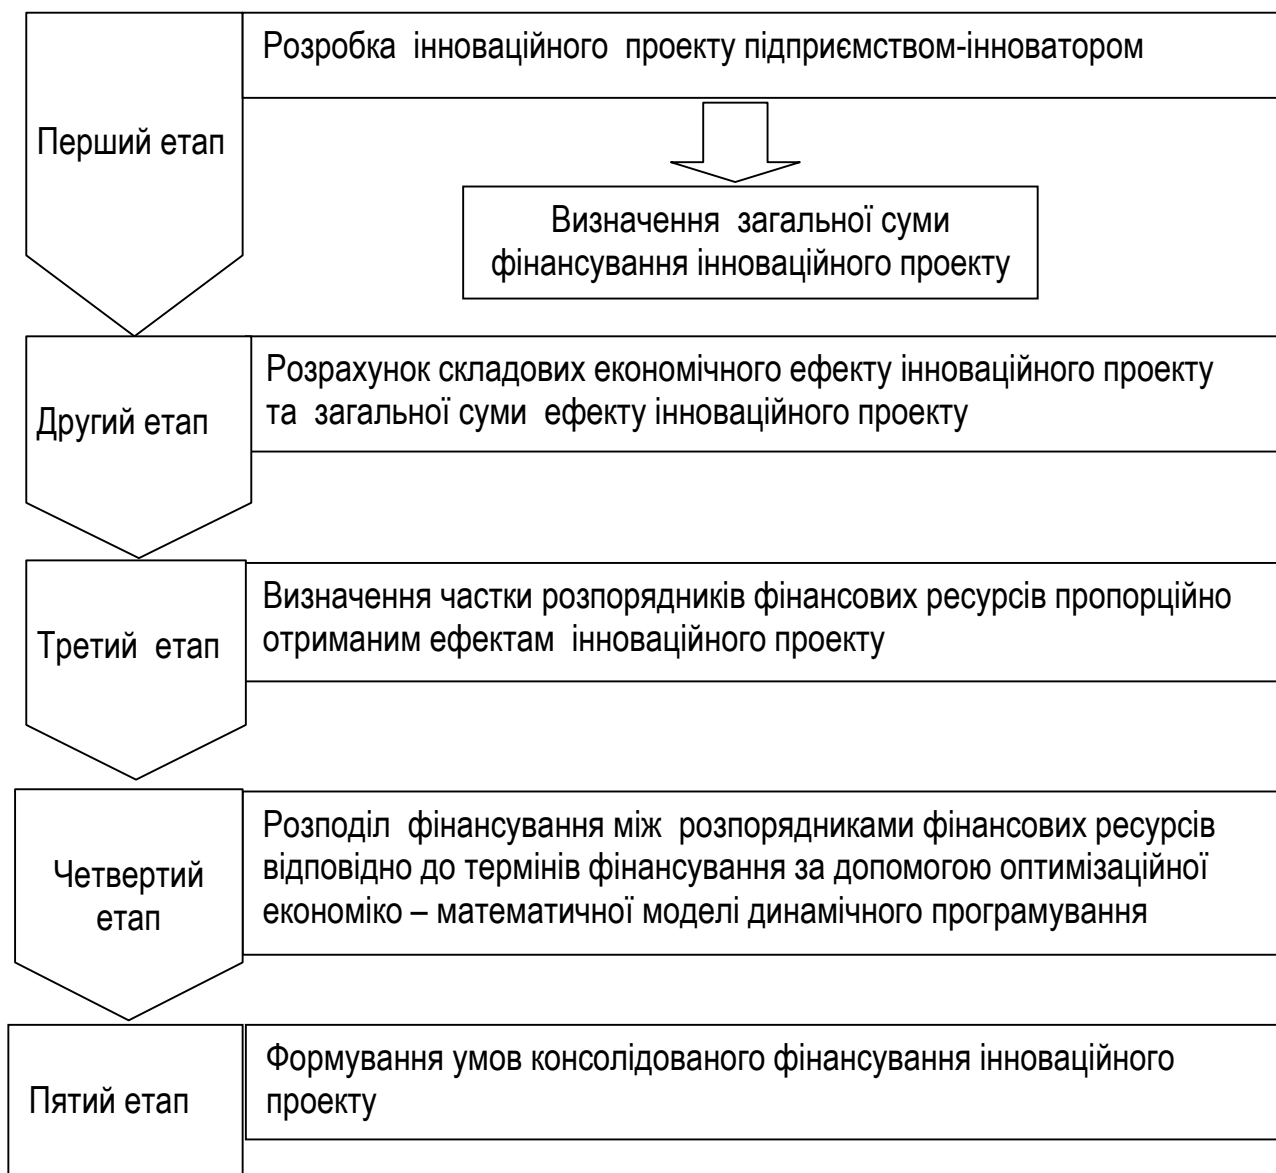 Розробка інноваційного проекту підприємством-інноватором
Перший етап
Визначення загальної суми
фінансування інноваційного проекту
Розрахунок складових економічного ефекту інноваційного проекту
та загальної суми ефекту інноваційного проекту
Другий етап
Визначення частки розпорядників фінансових ресурсів пропорційно
отриманим ефектам інноваційного проекту
Третий етап
Розподіл фінансування між розпорядниками фінансових ресурсів
відповідно до термінів фінансування за допомогою оптимізаційної
економіко – математичної моделі динамічного програмування
Четвертий
етап
Формування умов консолідованого фінансування інноваційного
проекту
Пятий етап